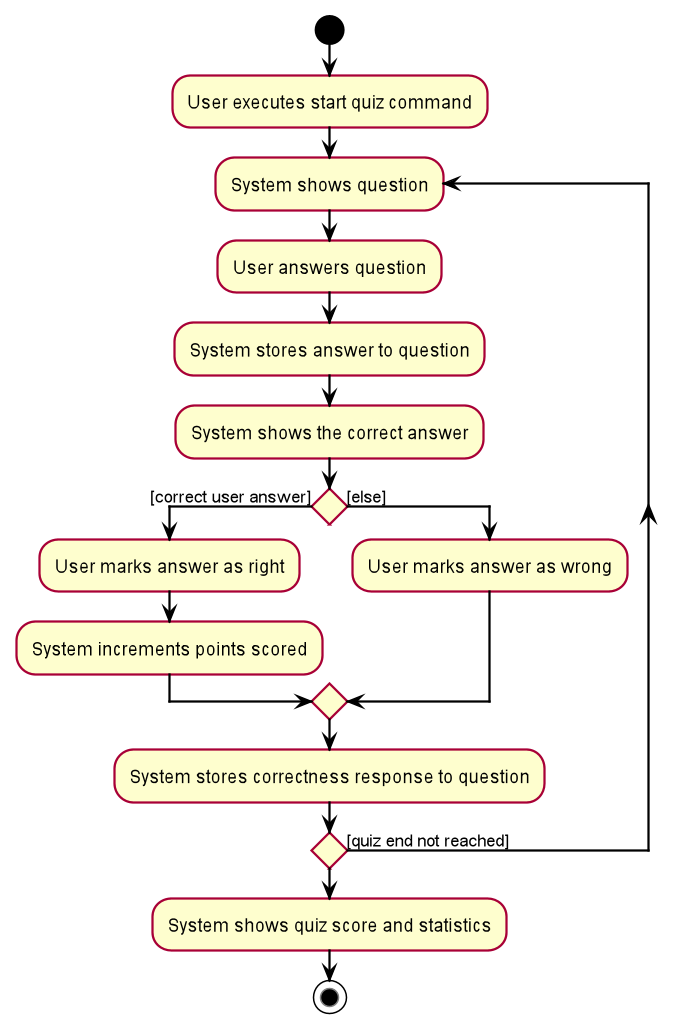 User executes start quiz command
System shows question
User answers question
System stores answer to question
System shows the correct answer
[correct user answer]
[else]
User marks answer as right
User marks answer as wrong
System increments points scored
System stores correctness response to question
[quiz end not reached]
System shows quiz score and statistics